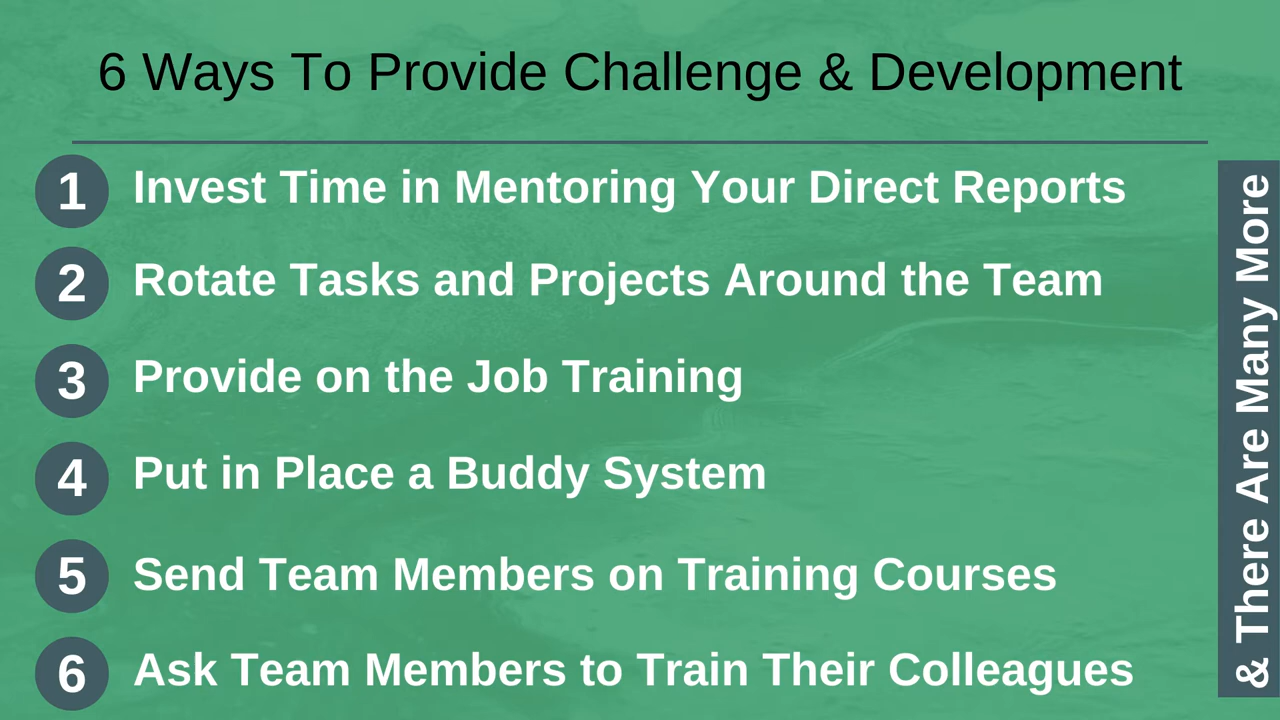 6 Ways To Provide Challenge & Development
1 Invest Time in Mentoring Your Direct Reports
2 Rotate Tasks and Projects Around the Team
3 Provide on the Job Training
4 Put in Place a Buddy System
5 Send Team Members on Training Courses
6 Ask Team Members to Train Their Colleagues
& There Are Many More